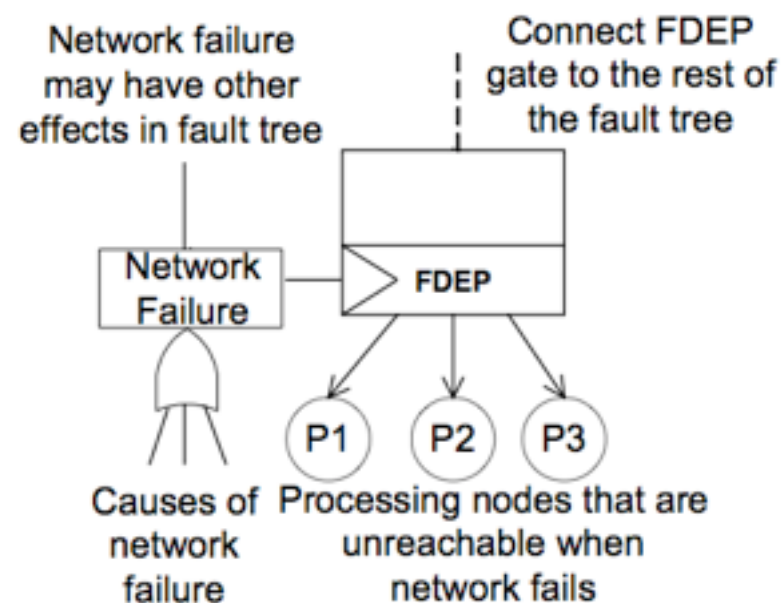 Network failure
may have other
effects in fault tree
Connect FDEP
gate to the rest of
the fault tree
Network
Failure
FDEP
P1
P2
P3
Causes of
network
failure
Processing nodes that are
unreachable when
network fails